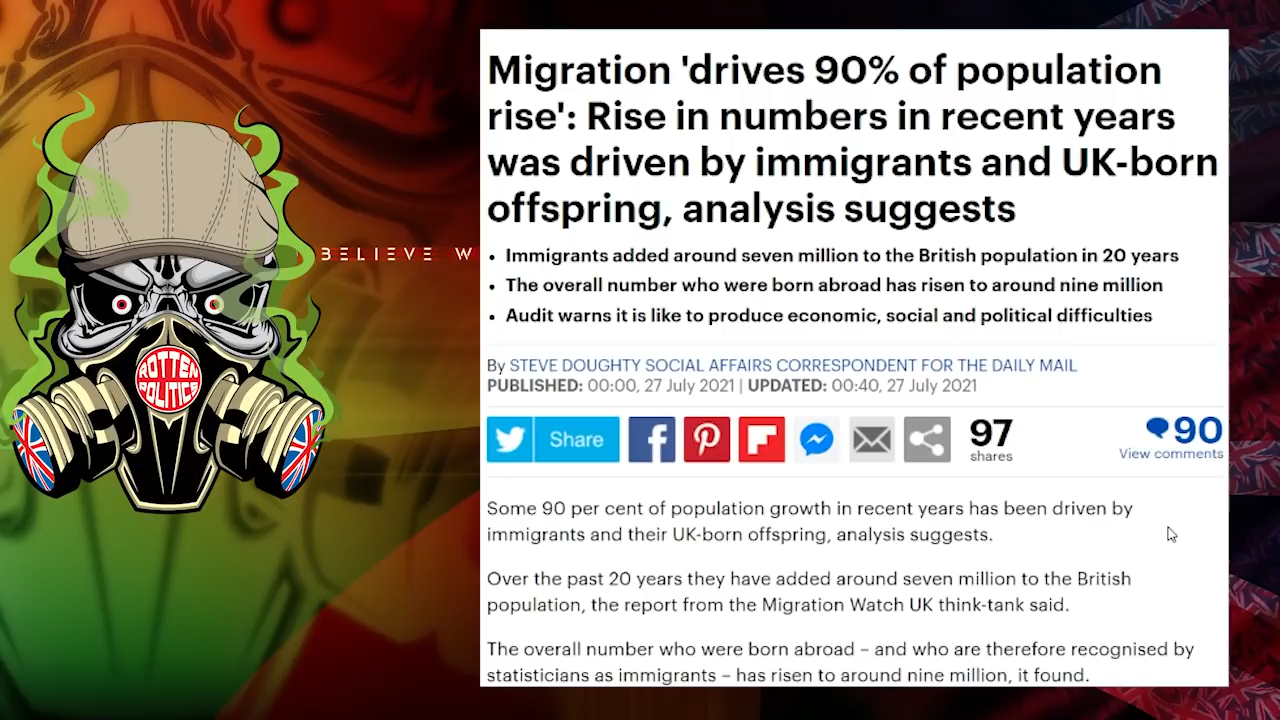 Migration 'drives 90% of population
rise': Rise in numbers in recent years
was driven by immigrants and UK-born
offspring, analysis suggests
• Immigrants added around seven million to the British population in 20 years
• The overall number who were born abroad has risen to around nine million
• Audit warns it is like to produce economic, social and political difficulties
By STEVE DOUGHTY SOCIAL AFFAIRS CORRESPONDENT FOR THE DAILY MAIL
PUBLISHED: 00:00, 27 July 2021 | UPDATED: 00:40, 27 July 2021
Share
97
shares
90
View comments
Some 90 per cent of population growth in recent years has been driven by
immigrants and their UK-born offspring, analysis suggests.
Over the past 20 years they have added around seven million to the British
population, the report from the Migration Watch UK think-tank said.
The overall number who were born abroad – and who are therefore recognised by
statisticians as immigrants – has risen to around nine million, it found.
BELIEVE W
ROTTEN
POLITICS